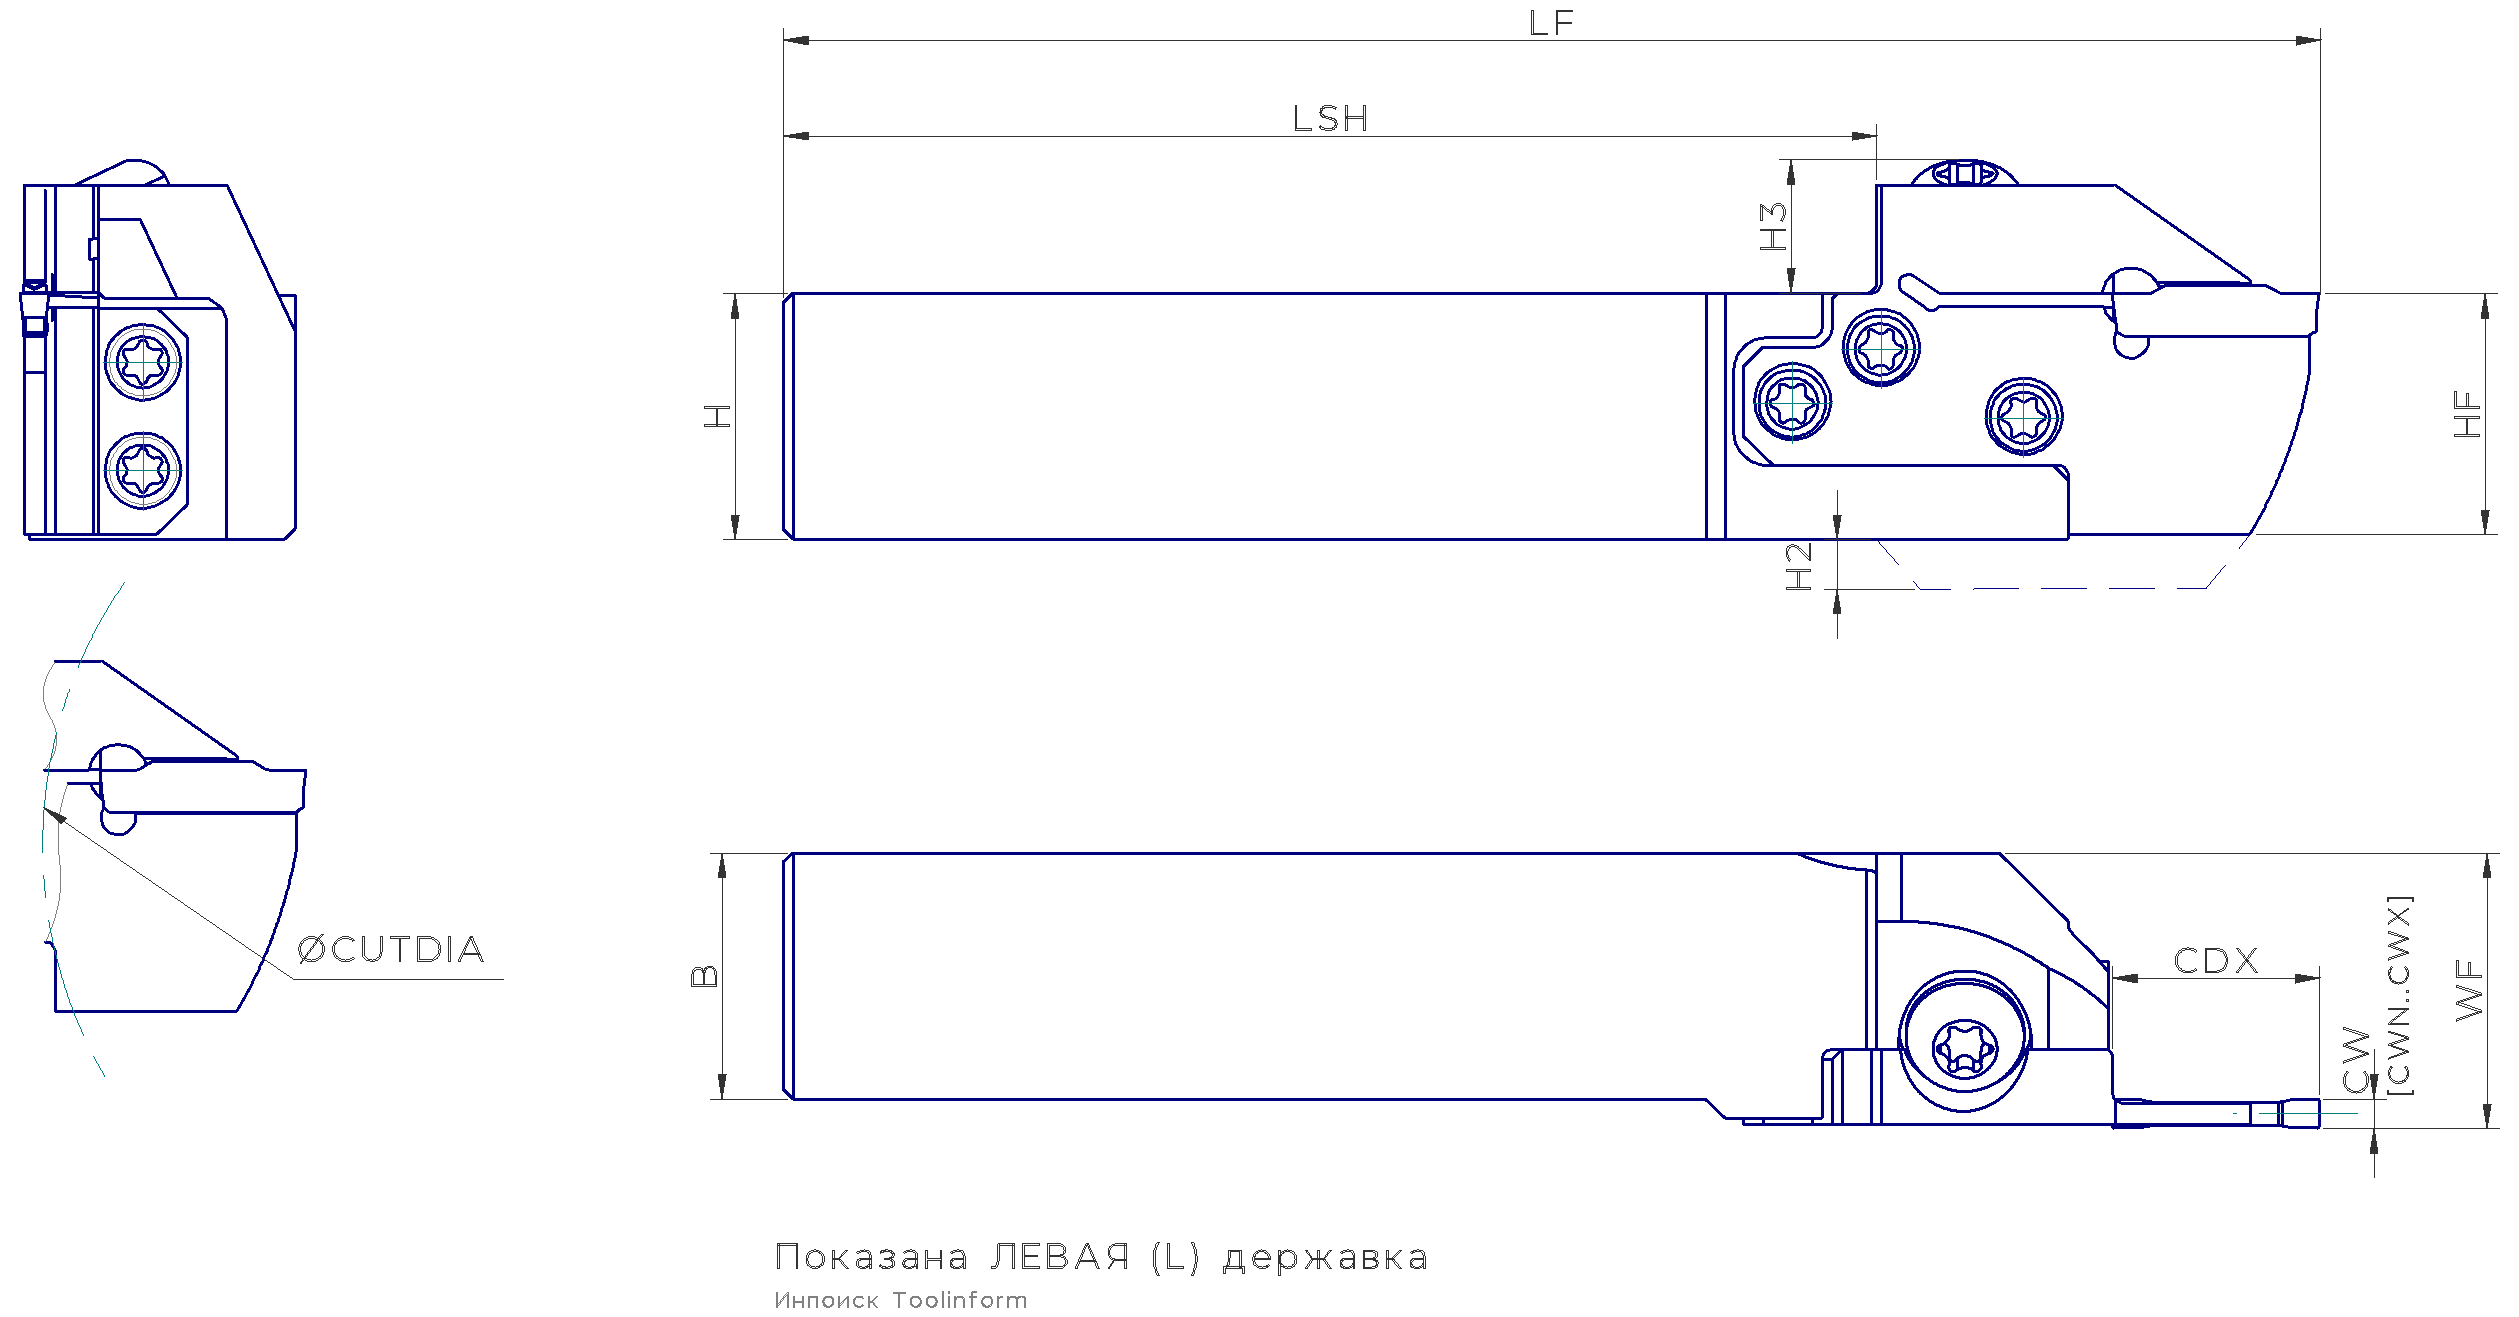 LF
LSH
H3
H
HF
H2
ØCUTDIA
B
CDX
WF
CW
[CWN..CWX]
Показана ЛЕВАЯ (L) державка
Инпоиск Toolinform